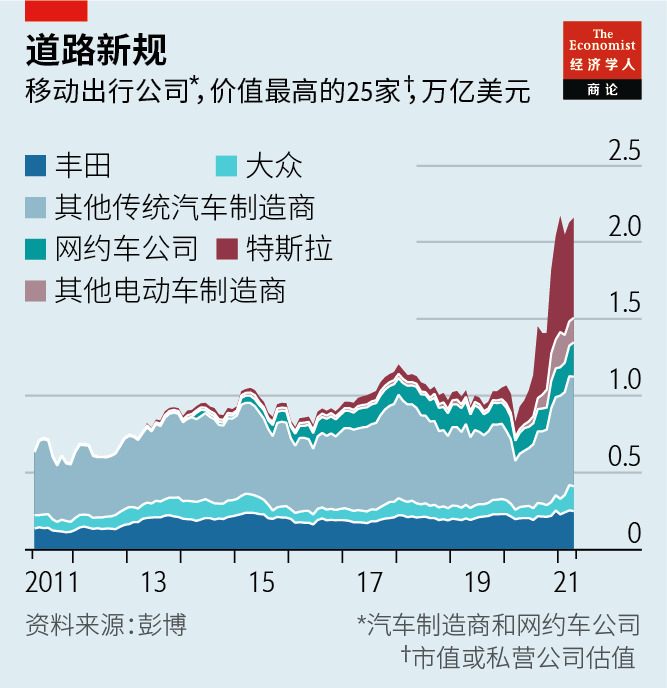 道路新规
移动出行公司*，价值最高的25家†，万亿美元
The
Economist
经济学人
商论
丰田
大众
其他传统汽车制造商
网约车公司
特斯拉
其他电动车制造商
2.5
2.0
1.5
1.0
0.5
0
2011 13 15 17 19 21
资料来源：彭博
*汽车制造商和网约车公司
†市值或私营公司估值